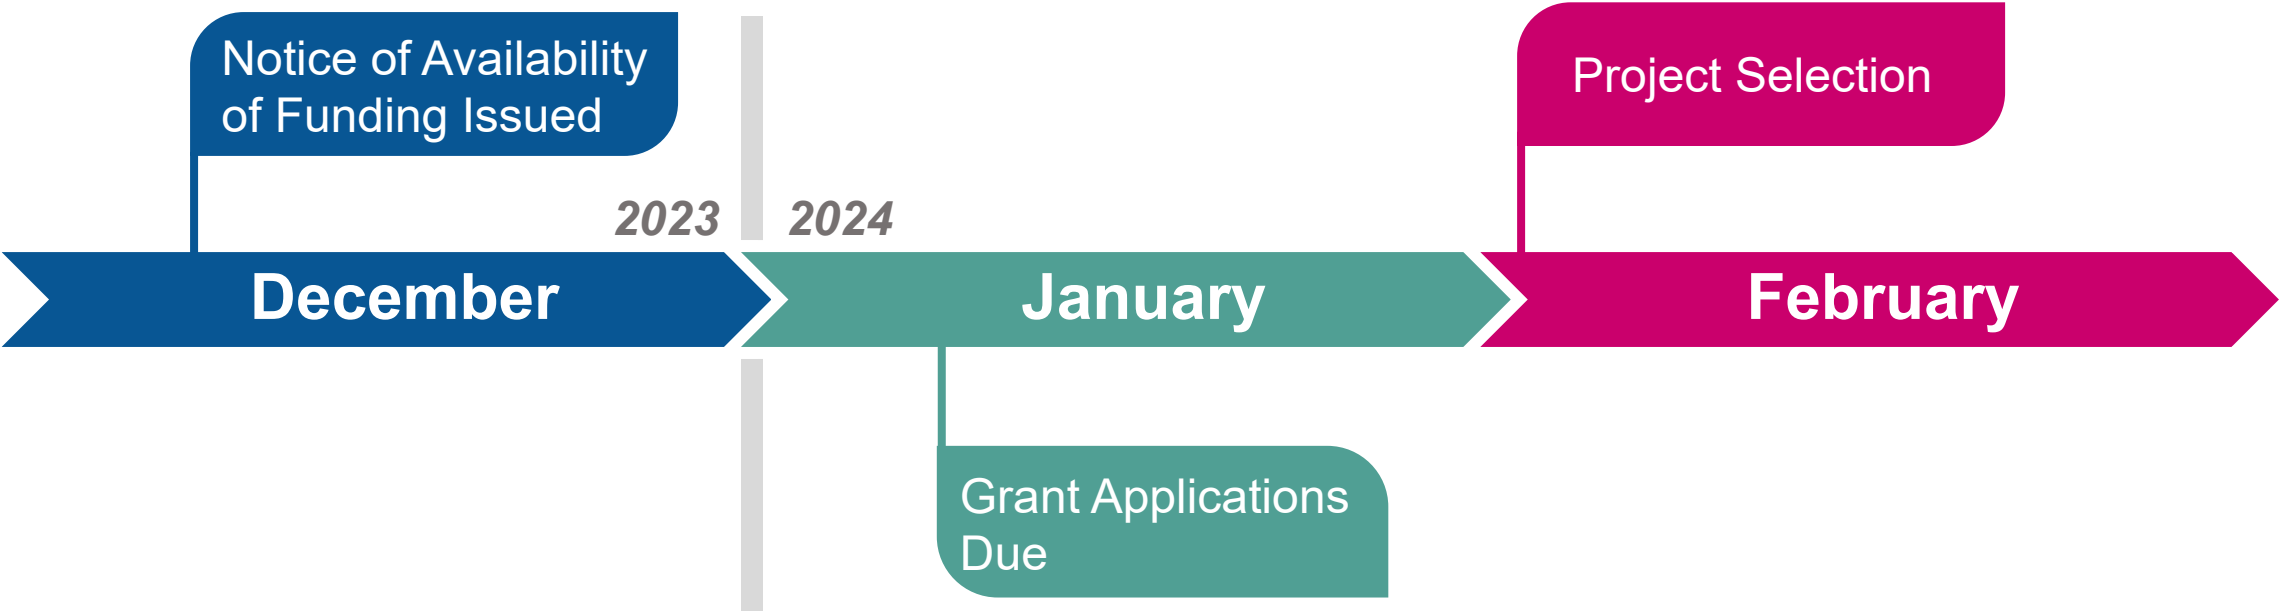 Notice of Availability
of Funding Issued
Project Selection
2023
2024
December
January
February
Grant Applications
Due